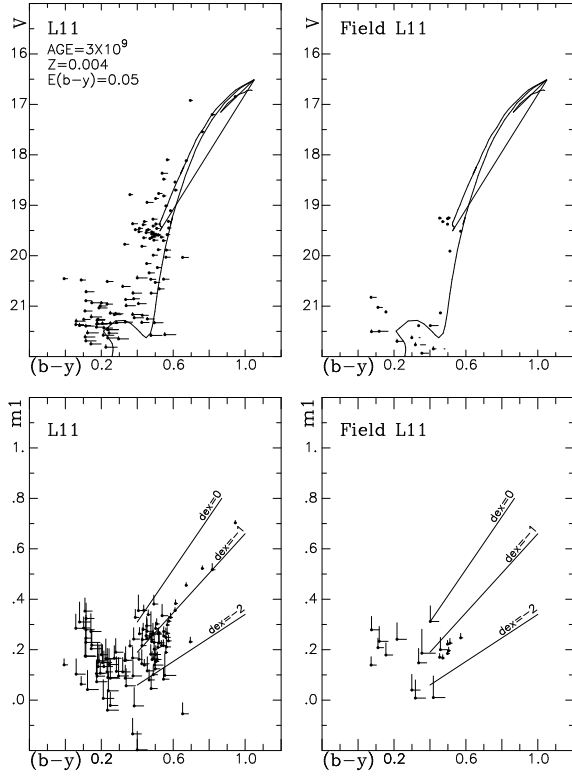 V
L11
AGE=3X10⁹
Z=0.004
E(b-y)=0.05
16
17
18
19
20
21
(b-y) 0.2 0.6 1.0
V
Field L11
16
17
18
19
20
21
(b-y) 0.2 0.6 1.0
m1
L11
1.
.8
.6
.4
.2
.0
dex=0
dex=-1
dex=-2
(b-y) 0.2 0.6 1.0
m1
Field L11
1.
.8
.6
.4
.2
.0
dex=0
dex=-1
dex=-2
(b-y) 0.2 0.6 1.0